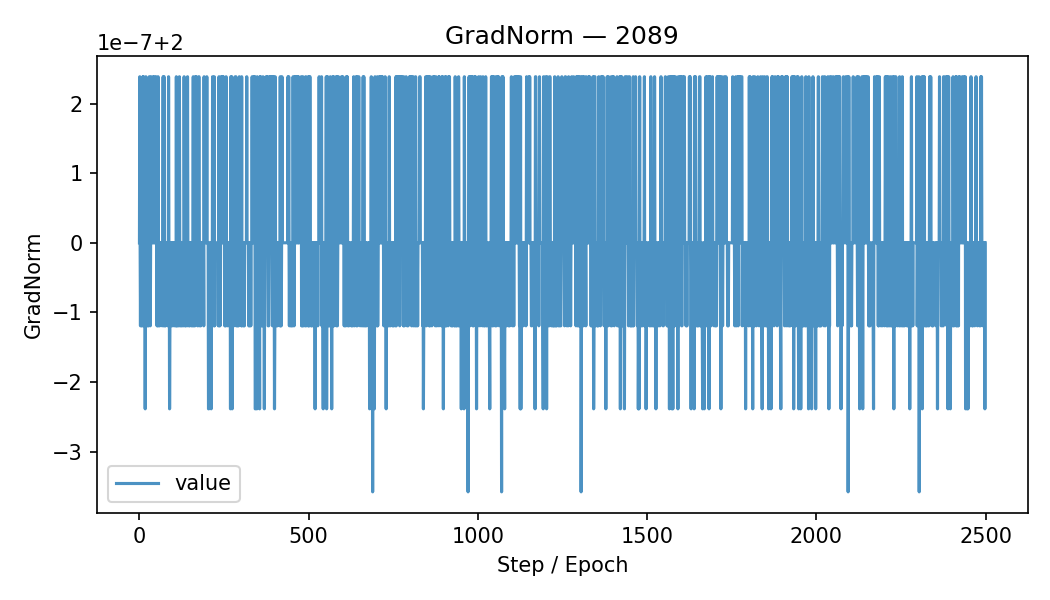 GradNorm — 2089
1e−7+2
2
1
0
−1
−2
−3
GradNorm
value
0 500 1000 1500 2000 2500
Step / Epoch